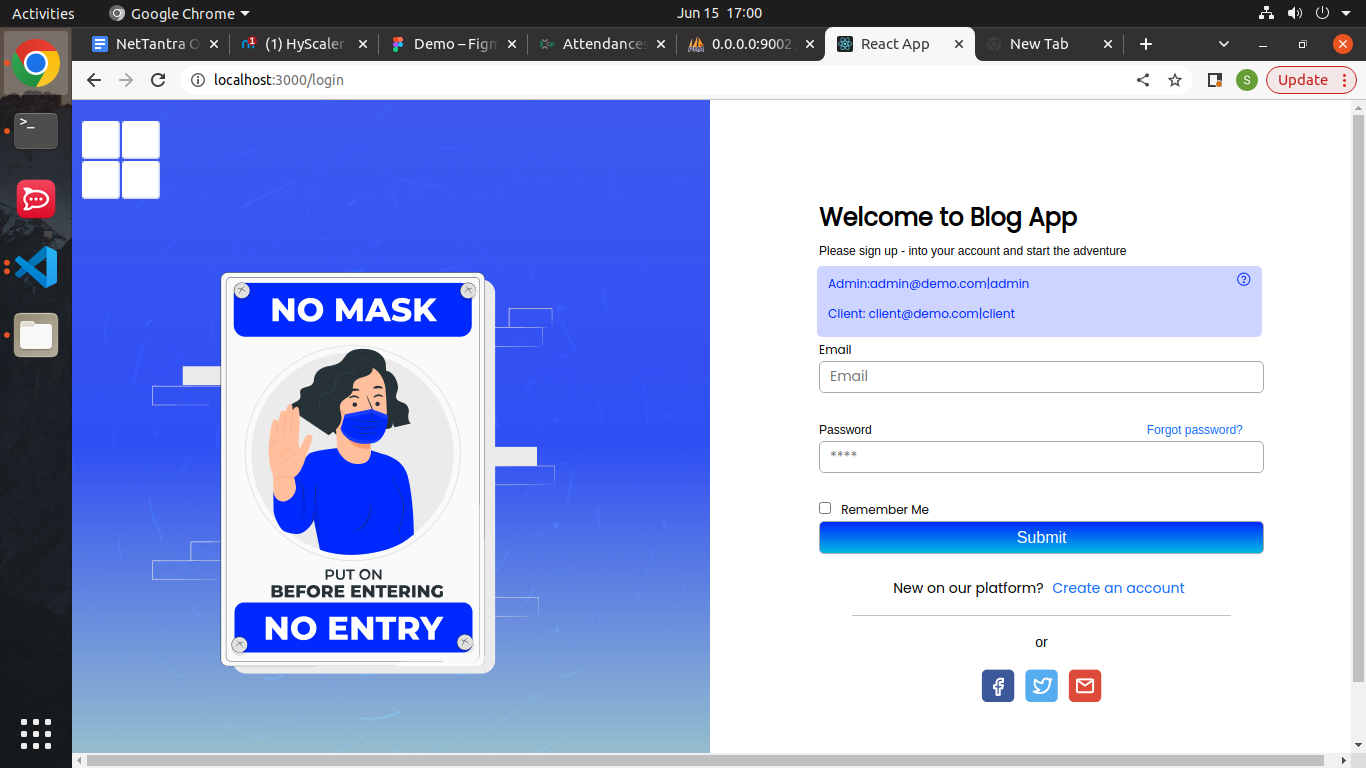 Activities
Google Chrome
Jun 15 17:00
NetTantra O
(1) HyScaler
Demo – Figm
Attendances
0.0.0.0:9002
React App
New Tab
localhost:3000/login
S
Update
NO MASK
PUT ON
BEFORE ENTERING
NO ENTRY
Welcome to Blog App
Please sign up - into your account and start the adventure
Admin:admin@demo.com|admin
Client: client@demo.com|client
Email
Email
Password Forgot password?
****
Remember Me
Submit
New on our platform? Create an account
or